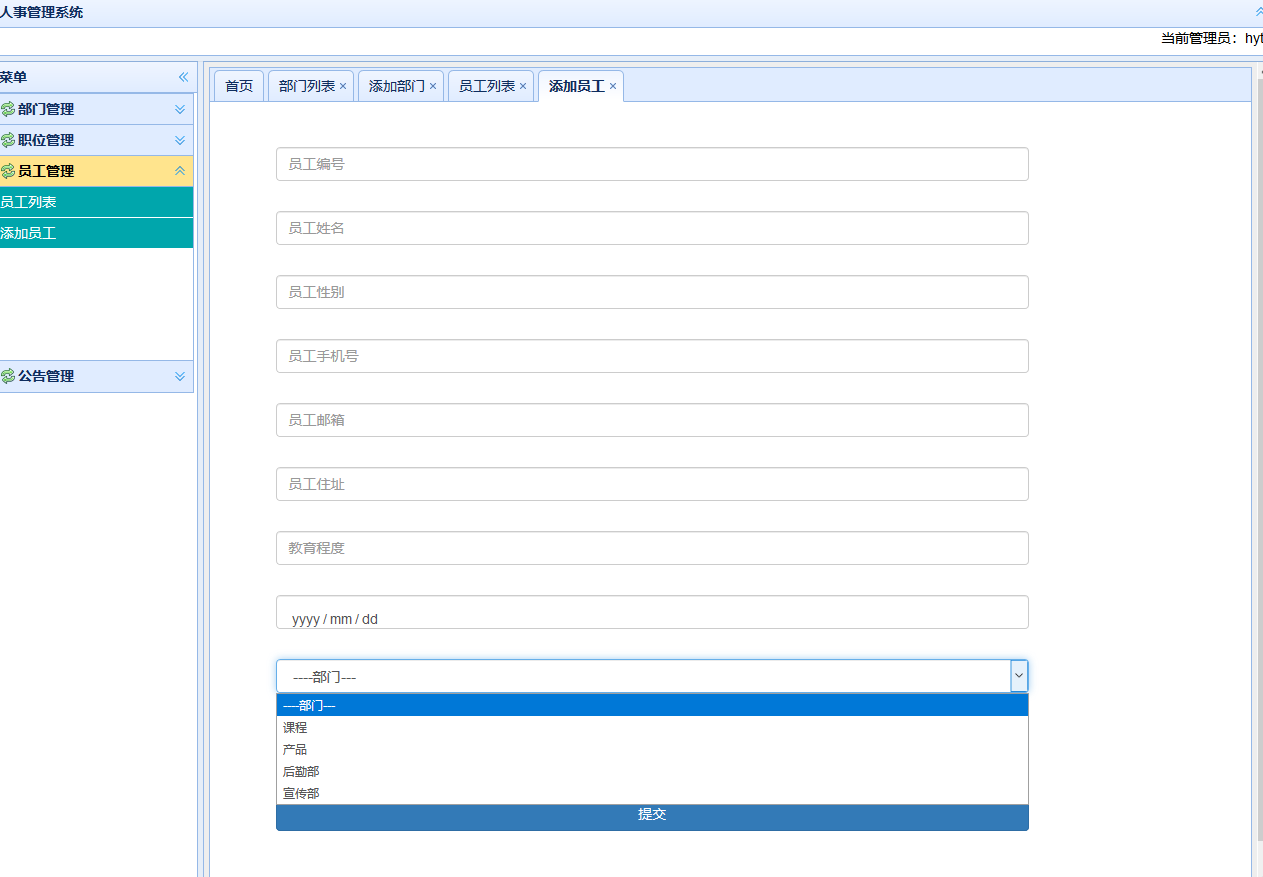 人事管理系统
当前管理员：hyt
菜单
首页 部门列表 × 添加部门 × 员工列表 × 添加员工 ×
部门管理
职位管理
员工管理
员工列表
添加员工
公告管理
员工编号
员工姓名
员工性别
员工手机号
员工邮箱
员工住址
教育程度
yyyy / mm / dd
----部门---
----部门---
课程
产品
后勤部
宣传部
提交